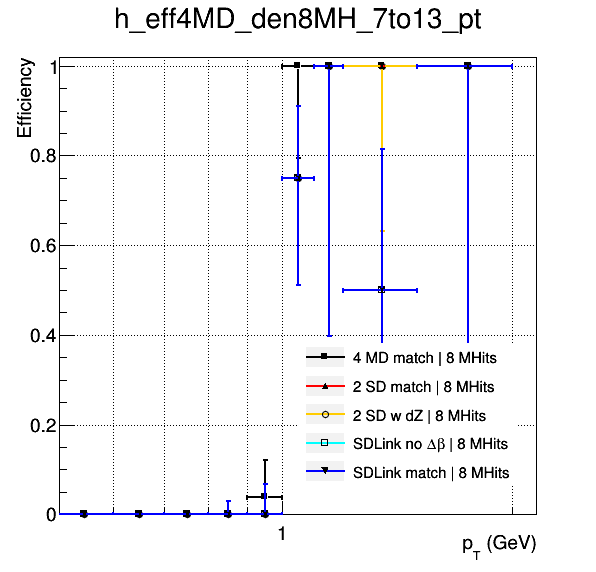 h_eff4MD_den8MH_7to13_pt
Efficiency
1
0.8
0.6
0.4
0.2
0
4 MD match | 8 MHits
2 SD match | 8 MHits
2 SD w dZ | 8 MHits
SDLink no Δβ | 8 MHits
SDLink match | 8 MHits
1
p_T (GeV)